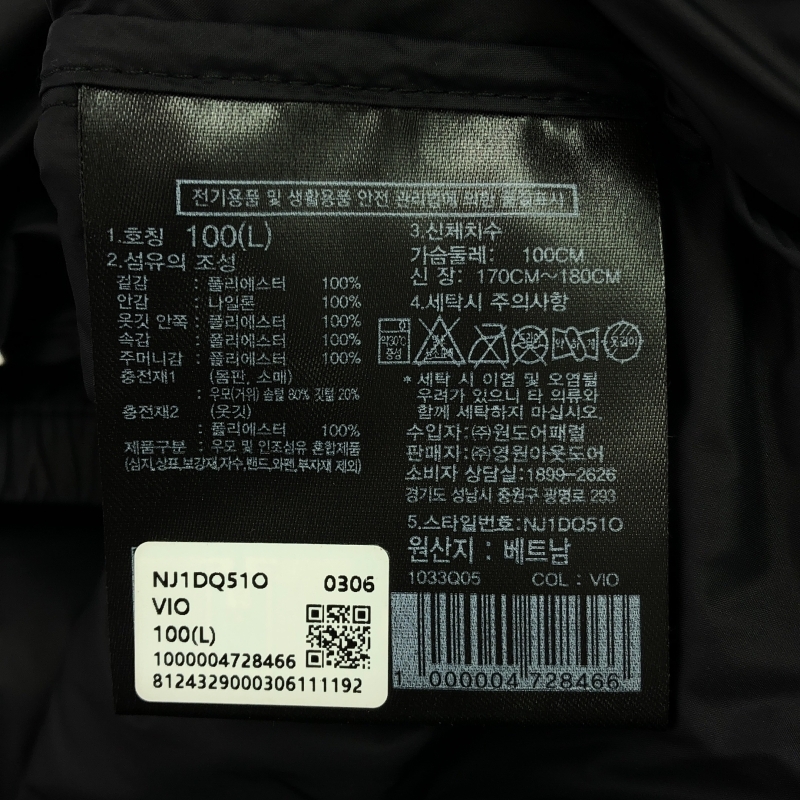 전기용품 및 생활용품 안전 관리법에 의한 품질표시
1.호칭 100(L)
2.섬유의 조성
겉감 : 폴리에스터 100%
안감 : 나일론 100%
옷깃 안쪽 : 폴리에스터 100%
속감 : 폴리에스터 100%
주머니감 : 폴리에스터 100%
충전재1 (몸판, 소매)
: 우모(거위) 솜털 80% 깃털 20%
충전재2 (옷깃)
: 폴리에스터 100%
제품구분 : 우모 및 인조섬유 혼합제품
(심지,상표,보강재,자수,밴드,와펜,부자재 제외)
3.신체치수
가슴둘레: 100CM
신 장: 170CM~180CM
4.세탁시 주의사항
약30℃
중성
* 세탁 시 이염 및 오염될
우려가 있으니 타 의류와
함께 세탁하지 마십시오.
수입자:㈜원도어패럴
판매자:㈜영원아웃도어
소비자 상담실:1899-2626
경기도 성남시 중원구 광명로 293
5.스타일번호:NJ1DQ51O
원산지 : 베트남
1033Q05 COL : VIO
1 000004 728466
NJ1DQ51O 0306
VIO
100(L)
1000004728466
8124329000306111192